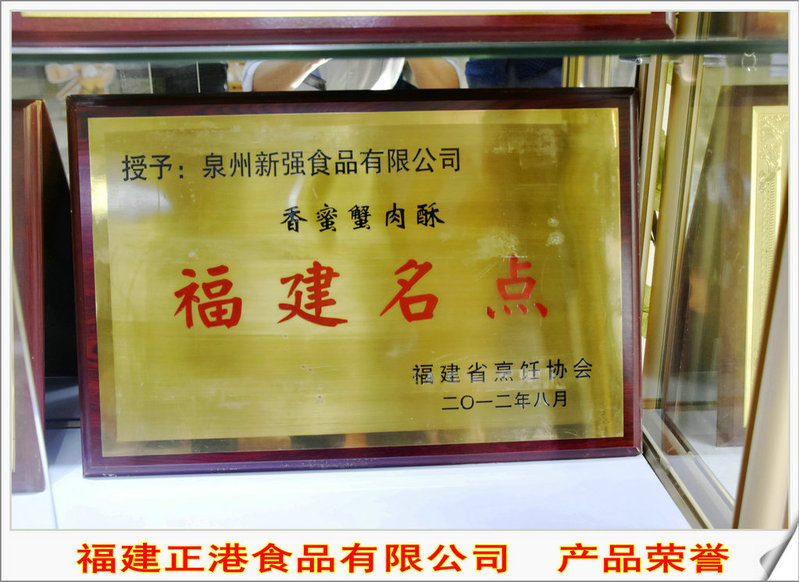 授予：泉州新强食品有限公司
香蜜蟹肉酥
福建名点
福建省烹饪协会
二〇一二年八月
福建正港食品有限公司 产品荣誉